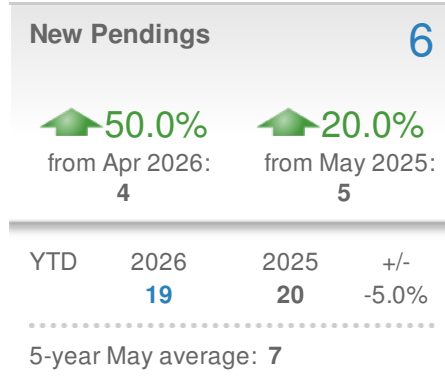 New Pendings 6
50.0% 20.0%
from Apr 2026: from May 2025:
4 5
YTD 2026 2025 +/-
19 20 -5.0%
5-year May average: 7